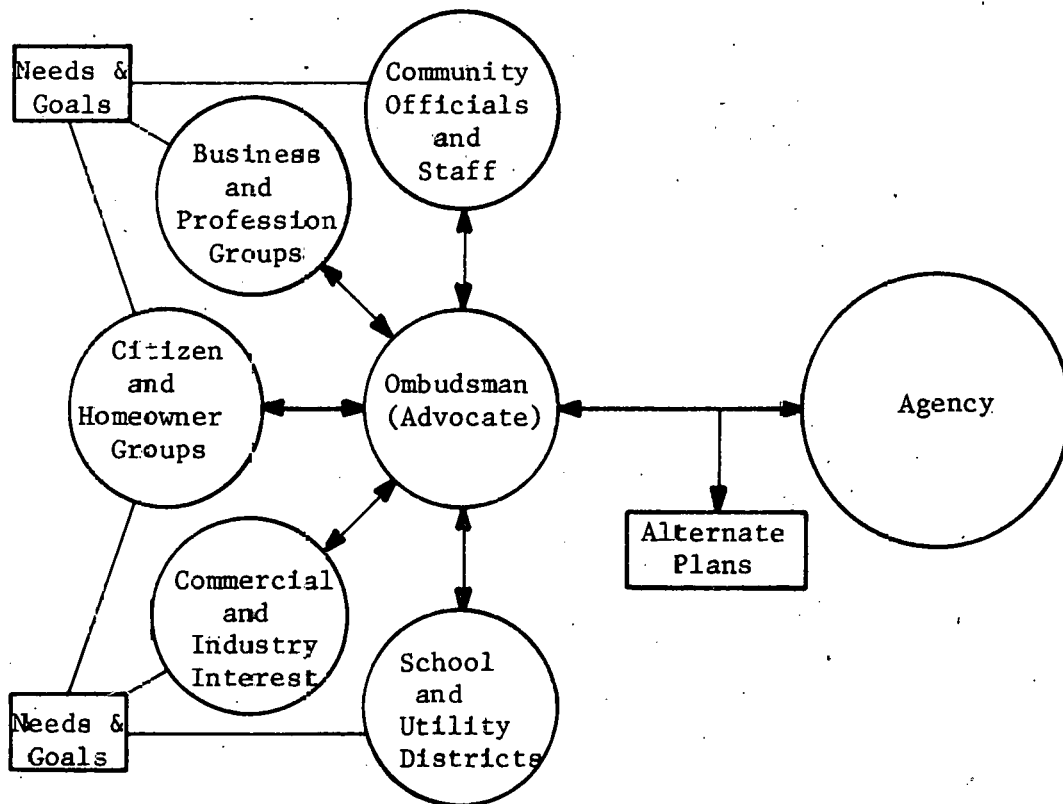 Needs &
Goals
Community
Officials
and
Staff
Business
and
Profession
Groups
Citizen
and
Homeowner
Groups
Ombudsman
(Advocate)
Agency
Alternate
Plans
Commercial
and
Industry
Interest
School
and
Utility
Districts
Needs &
Goals